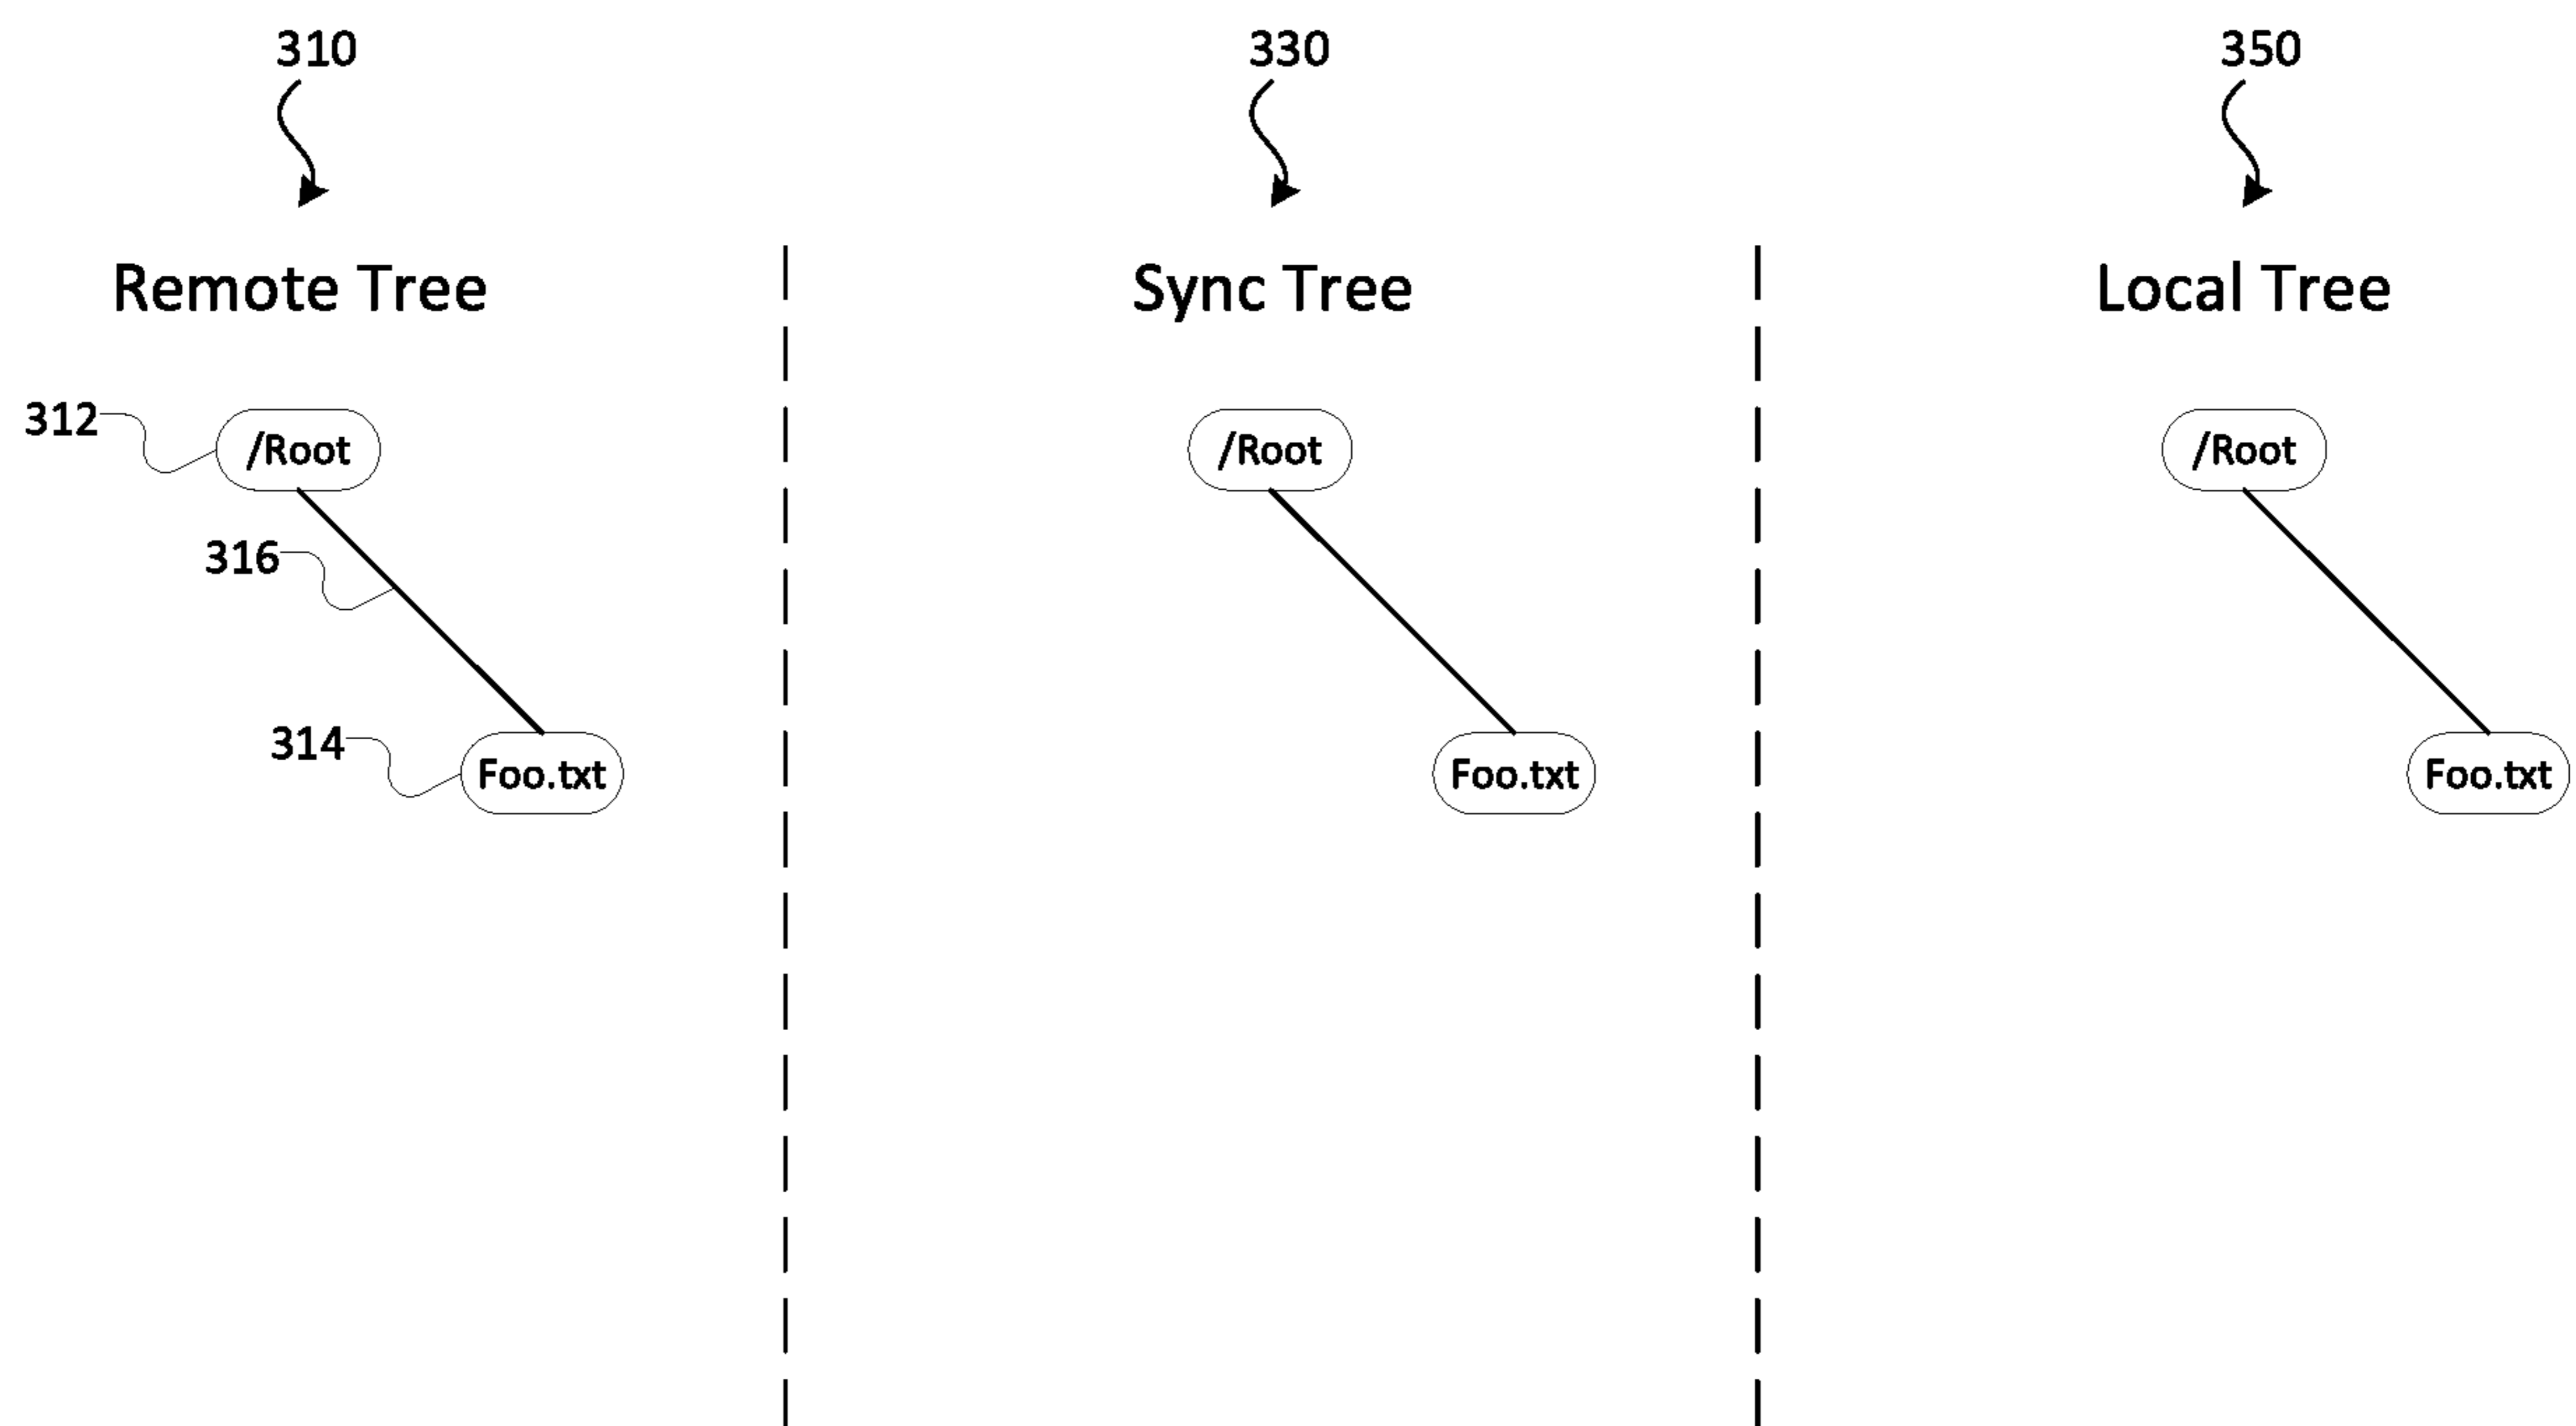 310
330
350
Remote Tree
Sync Tree
Local Tree
312
/Root
/Root
/Root
316
314
Foo.txt
Foo.txt
Foo.txt